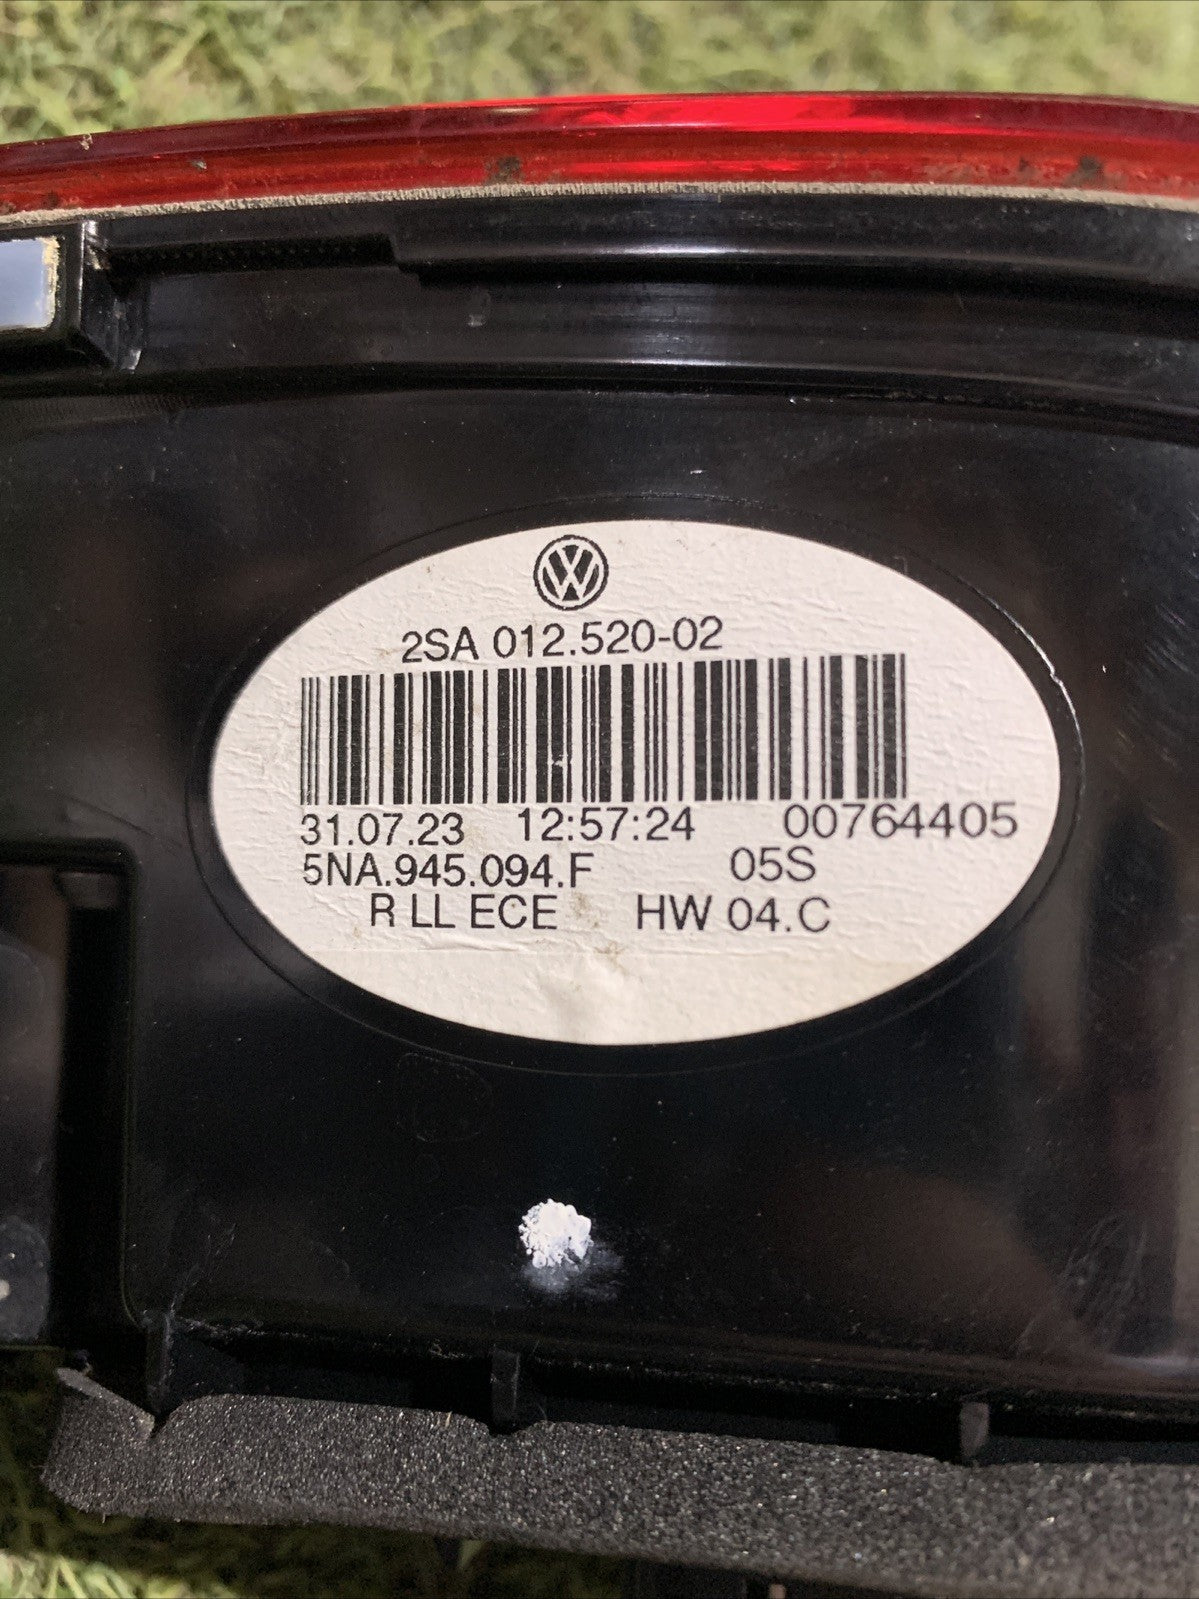 VW
2SA 012.520-02
31.07.23 12:57:24 00764405
5NA.945.094.F 05S
R LL ECE HW 04.C